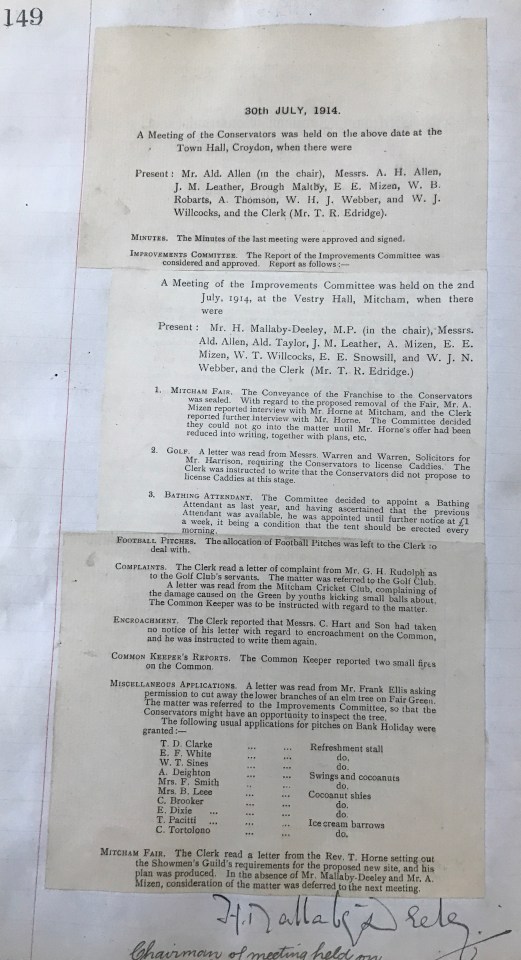 149
30th JULY, 1914.
A Meeting of the Conservators was held on the above date at the
Town Hall, Croydon, when there were
Present : Mr. Ald. Allen (in the chair), Messrs. A. H. Allen,
J. M. Leather, Brough Maltby, E. E. Mizen, W. B.
Robarts, A. Thomson, W. H. J. Webber, and W. J.
Willcocks, and the Clerk (Mr. T. R. Edridge).
MINUTES. The Minutes of the last meeting were approved and signed.
IMPROVEMENTS COMMITTEE. The Report of the Improvements Committee was
considered and approved. Report as follows :—
A Meeting of the Improvements Committee was held on the 2nd
July, 1914, at the Vestry Hall, Mitcham, when there
were
Present : Mr. H. Mallaby-Deeley, M.P. (in the chair), Messrs.
Ald. Allen, Ald. Taylor, J. M. Leather, A. Mizen, E. E.
Mizen, W. T. Willcocks, E. E. Snowsill, and W. J. N.
Webber, and the Clerk (Mr. T. R. Edridge.)
1. MITCHAM FAIR. The Conveyance of the Franchise to the Conservators
was sealed. With regard to the proposed removal of the Fair, Mr. A.
Mizen reported interview with Mr. Horne at Mitcham, and the Clerk
reported further interview with Mr. Horne. The Committee decided
they could not go into the matter until Mr. Horne's offer had been
reduced into writing, together with plans, etc.
2. GOLF. A letter was read from Messrs. Warren and Warren, Solicitors for
Mr. Harrison, requiring the Conservators to license Caddies. The
Clerk was instructed to write that the Conservators did not propose to
license Caddies at this stage.
3. BATHING ATTENDANT. The Committee decided to appoint a Bathing
Attendant as last year, and having ascertained that the previous
Attendant was available, he was appointed until further notice at £1
a week, it being a condition that the tent should be erected every
morning.
FOOTBALL PITCHES. The allocation of Football Pitches was left to the Clerk to
deal with.
COMPLAINTS. The Clerk read a letter of complaint from Mr. G. H. Rudolph as
to the Golf Club's servants. The matter was referred to the Golf Club.
A letter was read from the Mitcham Cricket Club, complaining of
the damage caused on the Green by youths kicking small balls about.
The Common Keeper was to be instructed with regard to the matter.
ENCROACHMENT. The Clerk reported that Messrs. C. Hart and Son had taken
no notice of his letter with regard to encroachment on the Common,
and he was instructed to write them again.
COMMON KEEPER'S REPORTS. The Common Keeper reported two small fires
on the Common.
MISCELLANEOUS APPLICATIONS. A letter was read from Mr. Frank Ellis asking
permission to cut away the lower branches of an elm tree on Fair Green.
The matter was referred to the Improvements Committee, so that the
Conservators might have an opportunity to inspect the tree.
The following usual applications for pitches on Bank Holiday were
granted :—
T. D. Clarke ... ... Refreshment stall
E. F. White ... ... do.
W. T. Sines ... ... do.
A. Deighton ... ... Swings and cocoanuts
Mrs. F. Smith ... ... do.
Mrs. B. Leee ... ... Cocoanut shies
C. Brooker ... ... do.
E. Dixie ... ... ... do.
T. Pacitti ... ... ... Ice cream barrows
C. Tortolono ... ... do.
MITCHAM FAIR. The Clerk read a letter from the Rev. T. Horne setting out
the Showmen's Guild's requirements for the proposed new site, and his
plan was produced. In the absence of Mr. Mallaby-Deeley and Mr. A.
Mizen, consideration of the matter was deferred to the next meeting.
H. Mallaby-Deeley.
Chairman of meeting held on